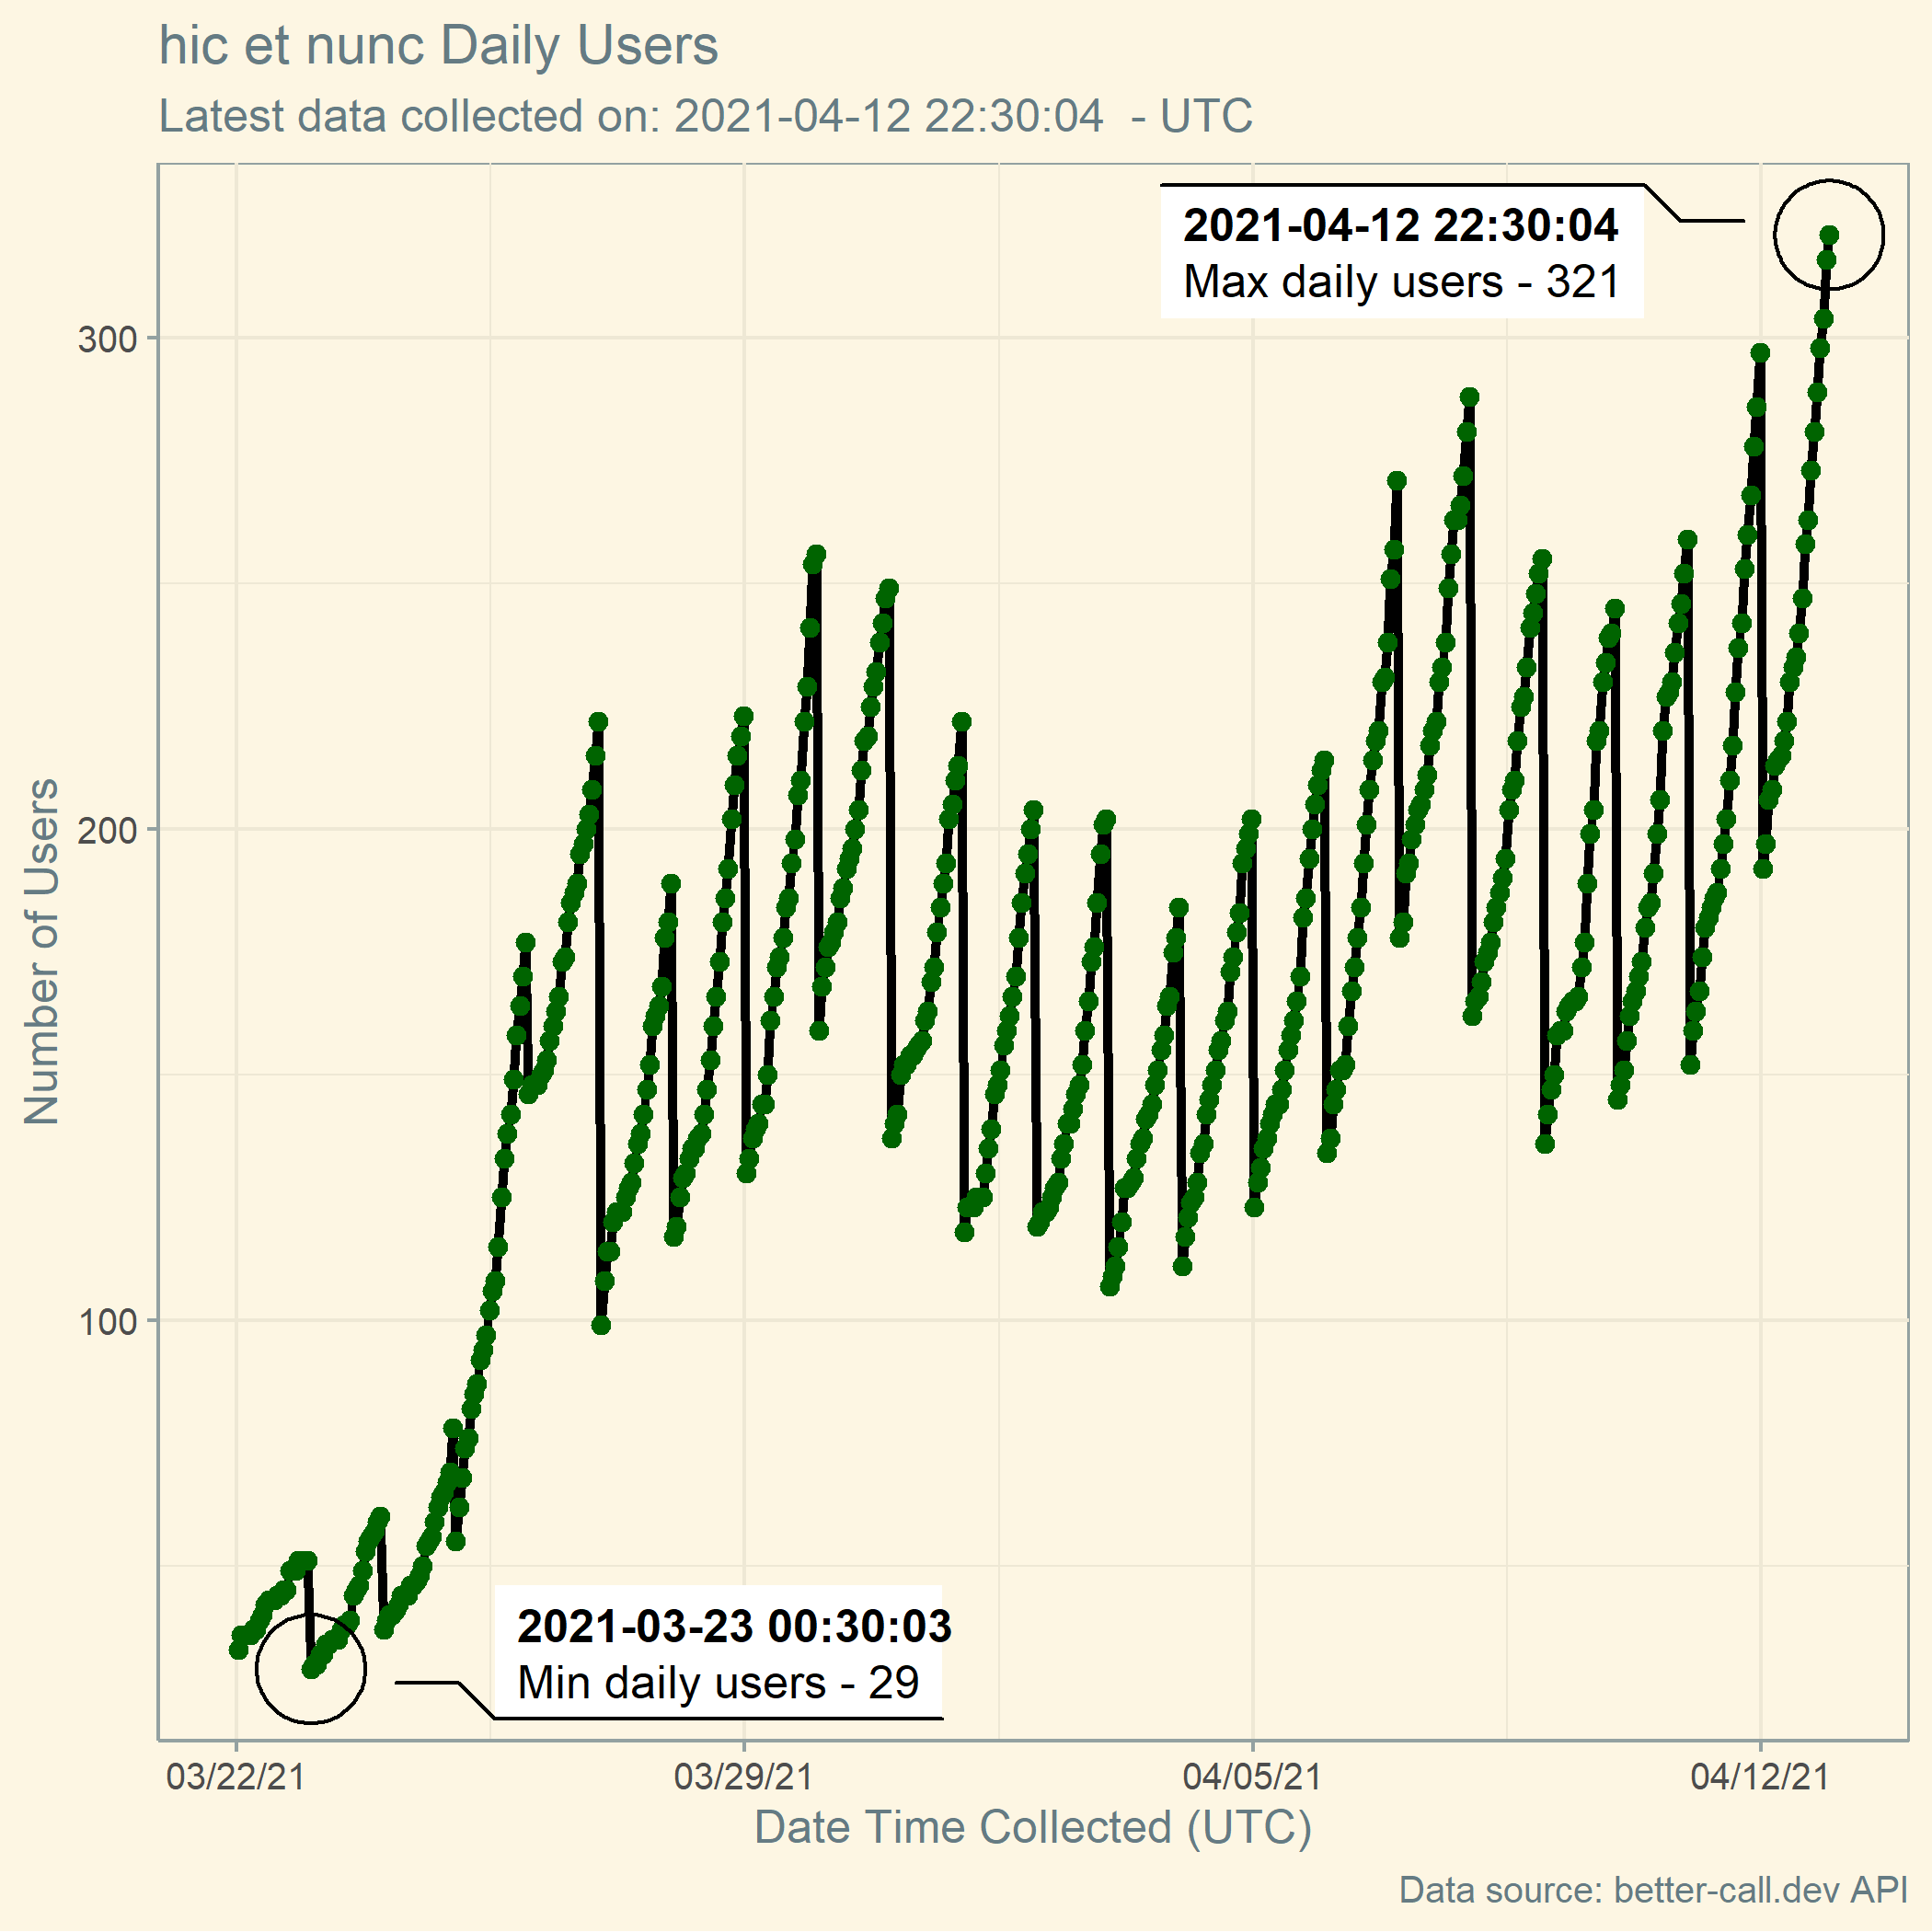 hic et nunc Daily Users
Latest data collected on: 2021-04-12 22:30:04  - UTC
2021-04-12 22:30:04
Max daily users - 321
300
200
100
Number of Users
2021-03-23 00:30:03
Min daily users - 29
03/22/21
03/29/21
04/05/21
04/12/21
Date Time Collected (UTC)
Data source: better-call.dev API